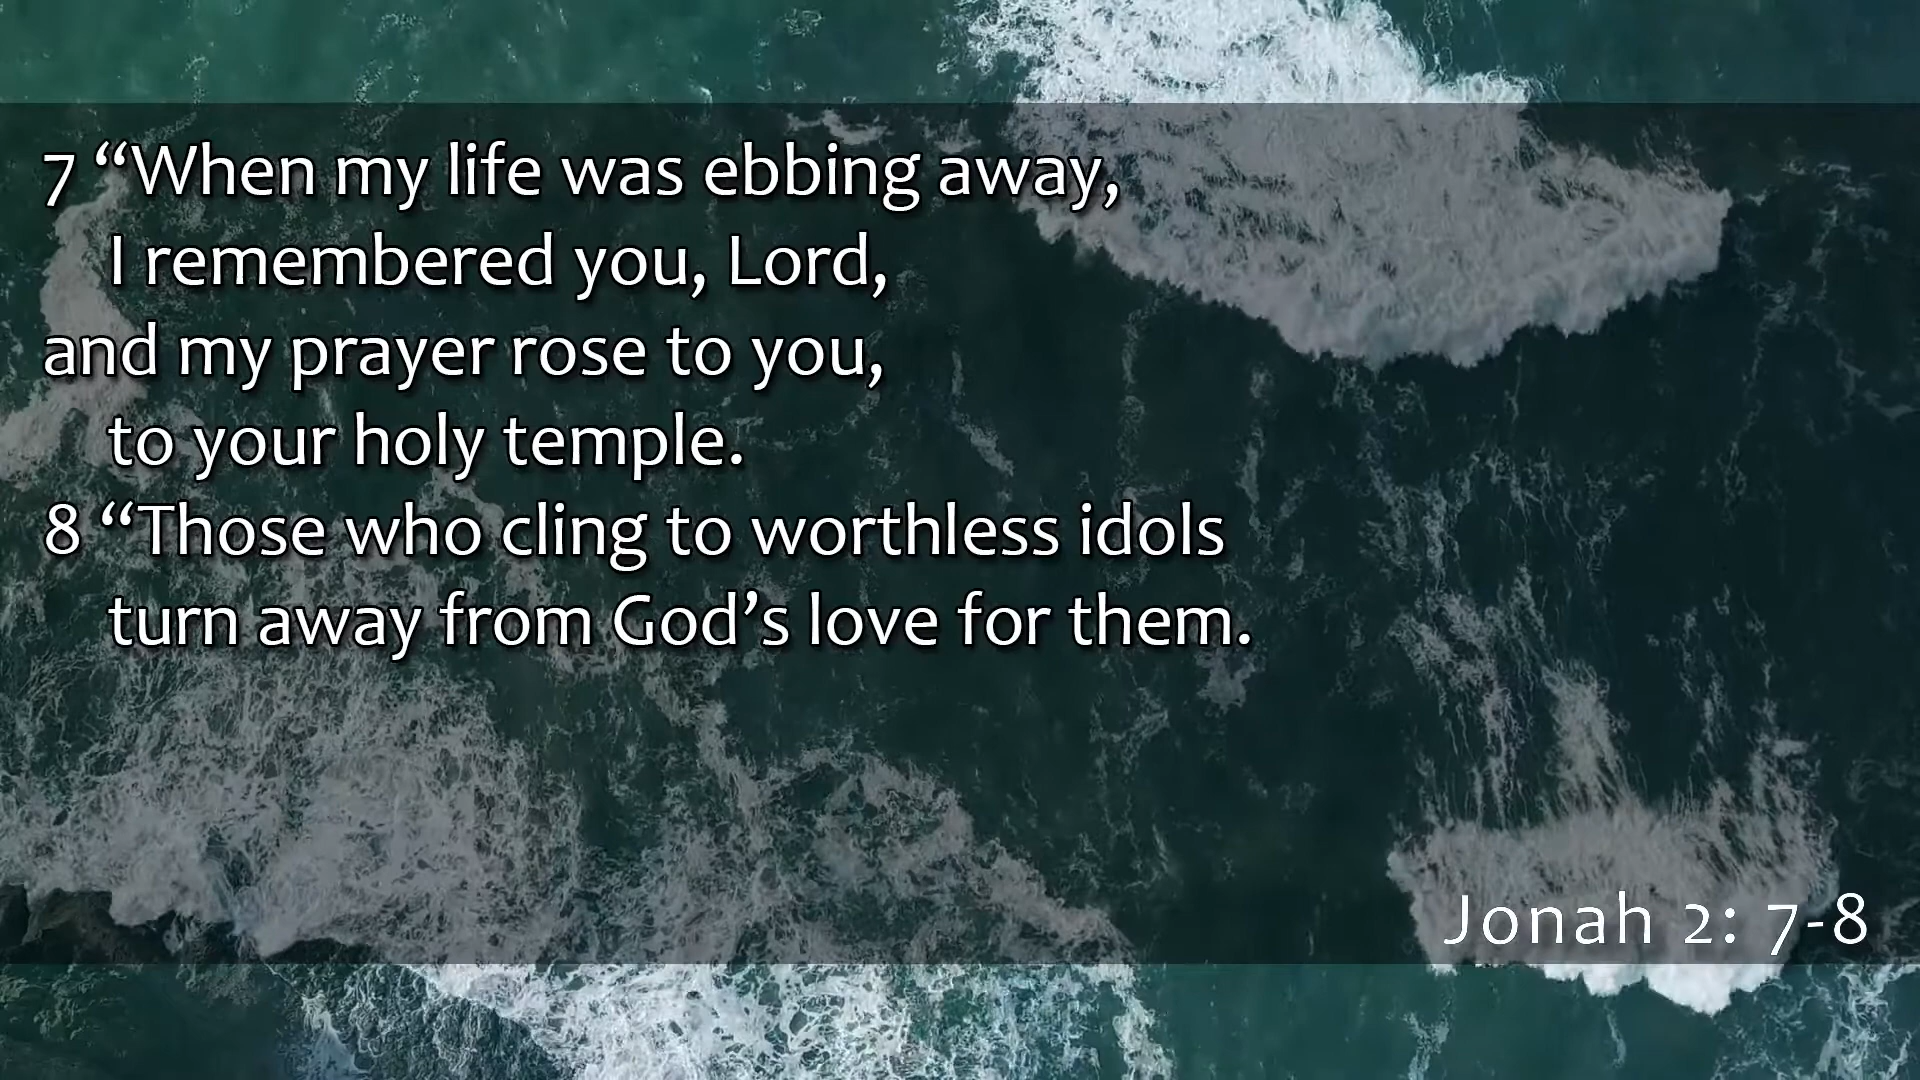 7 “When my life was ebbing away,
I remembered you, Lord,
and my prayer rose to you,
to your holy temple.
8 “Those who cling to worthless idols
turn away from God’s love for them.
Jonah 2: 7-8